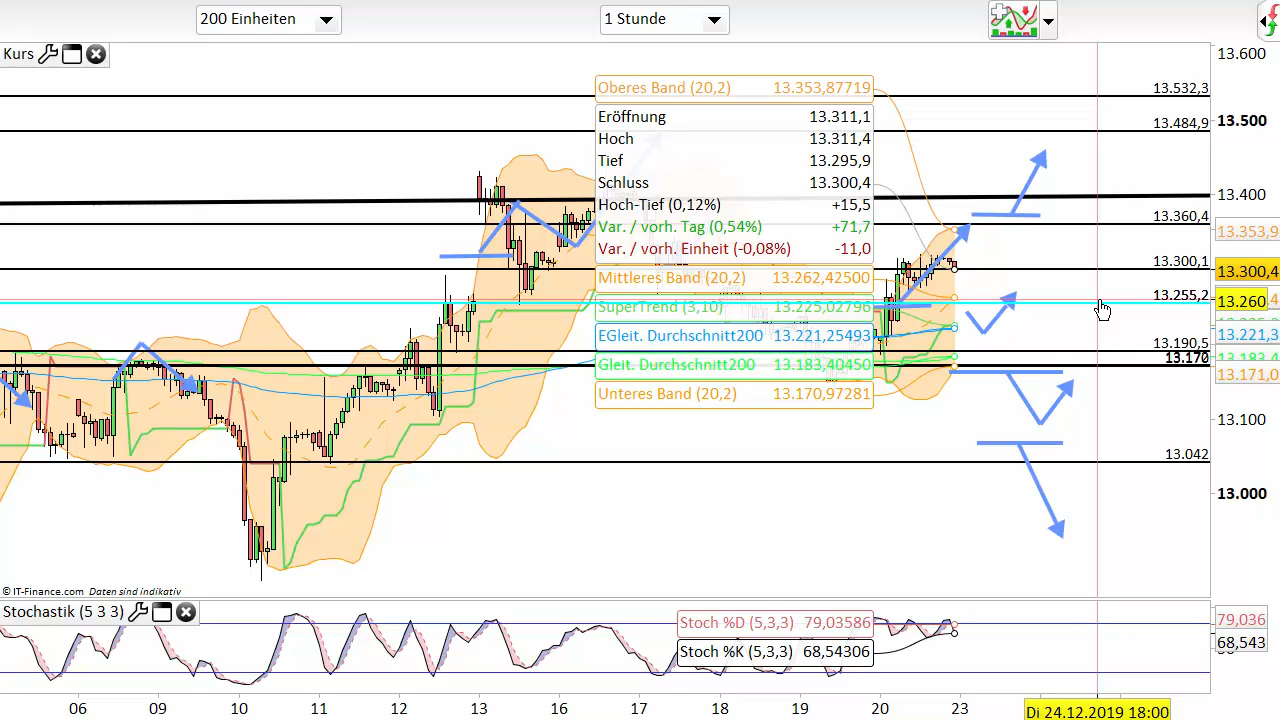 200 Einheiten
1 Stunde
Kurs
13.600
Oberes Band (20,2) 13.353,87719
13.532,3
Eröffnung 13.311,1
13.484,9
13.500
Hoch 13.311,4
Tief 13.295,9
Schluss 13.300,4
13.400
Hoch-Tief (0,12%) +15,5
13.360,4
Var. / vorh. Tag (0,54%) +71,7
13.353,9
Var. / vorh. Einheit (-0,08%) -11,0
13.300,1
13.300,4
Mittleres Band (20,2) 13.262,42500
13.255,2
13.260
SuperTrend (3,10) 13.225,02796
EGleit. Durchschnitt200 13.221,25493
13.221,3
13.190,5
13.170
Gleit. Durchschnitt200 13.183,40450
13.171,0
Unteres Band (20,2) 13.170,97281
13.100
13.042
13.000
© IT-Finance.com Daten sind indikativ
Stochastik (5 3 3)
Stoch %D (5,3,3) 79,03586
79,036
68,543
Stoch %K (5,3,3) 68,54306
06 09 10 11 12 13 16 17 18 19 20 23
Di 24.12.2019 18:00